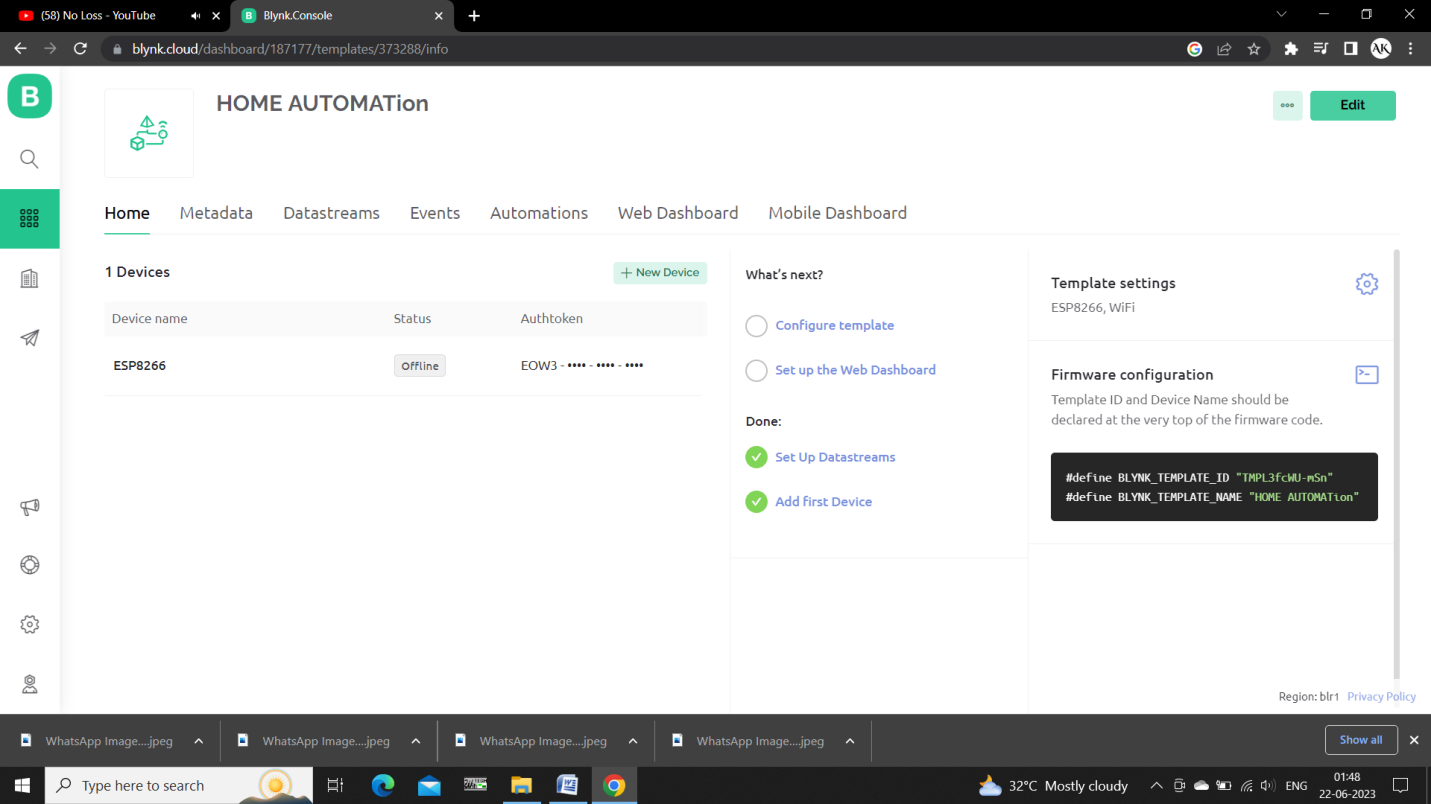 (58) No Loss - YouTube
B Blynk.Console
blynk.cloud/dashboard/187177/templates/373288/info
AK
B
HOME AUTOMATion
Edit
Home Metadata Datastreams Events Automations Web Dashboard Mobile Dashboard
1 Devices
+ New Device
Device name Status Authtoken
ESP8266 Offline EOW3 - •••• - •••• - ••••
What's next?
Configure template
Set up the Web Dashboard
Done:
Set Up Datastreams
Add first Device
Template settings
ESP8266, WiFi
Firmware configuration
Template ID and Device Name should be
declared at the very top of the firmware code.
#define BLYNK_TEMPLATE_ID "TMPL3fcWU-mSn"
#define BLYNK_TEMPLATE_NAME "HOME AUTOMATion"
Region: blr1 Privacy Policy
WhatsApp Image....jpeg WhatsApp Image....jpeg WhatsApp Image....jpeg WhatsApp Image....jpeg Show all
Type here to search
32°C Mostly cloudy
ENG
01:48
22-06-2023